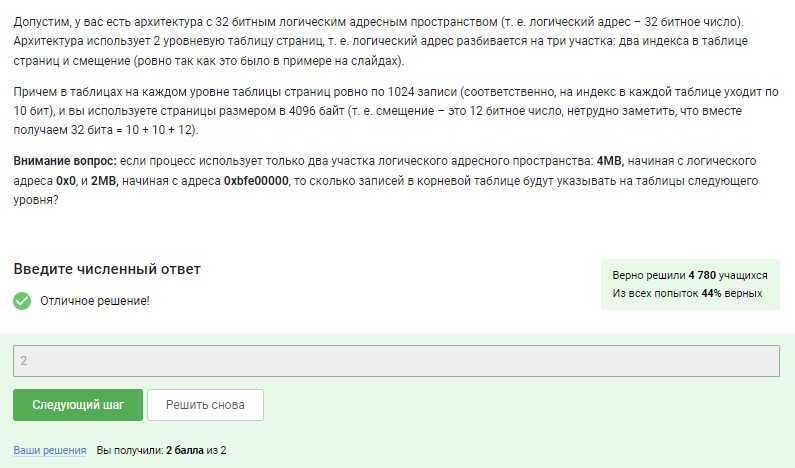 Допустим, у вас есть архитектура с 32 битным логическим адресным пространством (т. е. логический адрес – 32 битное число).
Архитектура использует 2 уровневую таблицу страниц, т. е. логический адрес разбивается на три участка: два индекса в таблице
страниц и смещение (ровно так как это было в примере на слайдах).
Причем в таблицах на каждом уровне таблицы страниц ровно по 1024 записи (соответственно, на индекс в каждой таблице уходит по
10 бит), и вы используете страницы размером в 4096 байт (т. е. смещение – это 12 битное число, нетрудно заметить, что вместе
получаем 32 бита = 10 + 10 + 12).
Внимание вопрос: если процесс использует только два участка логического адресного пространства: 4MB, начиная с логического
адреса 0x0, и 2MB, начиная с адреса 0xbfe00000, то сколько записей в корневой таблице будут указывать на таблицы следующего
уровня?
Введите численный ответ
Отличное решение!
Верно решили 4 780 учащихся
Из всех попыток 44% верных
2
Следующий шаг
Решить снова
Ваши решения Вы получили: 2 балла из 2